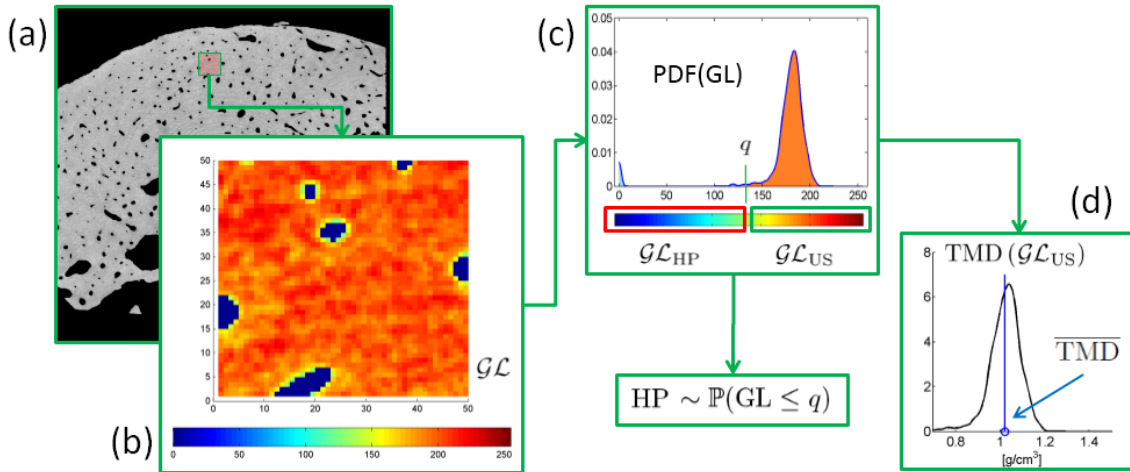 (a)
(b)
50
45
40
35
30
25
20
15
10
5
0
0 10 20 30 40 50
𝒢ℒ
0 50 100 150 200 250
(c)
0.05
0.04
0.03
0.02
0.01
0
0 50 100 150 200 250
PDF(GL)
q
𝒢ℒ_HP 𝒢ℒ_US
HP ∼ ℙ(GL ≤ q)
(d)
TMD (𝒢ℒ_US)
8
6
4
2
0
0.8 1 1.2 1.4
[g/cm³]
T̅M̅D̅